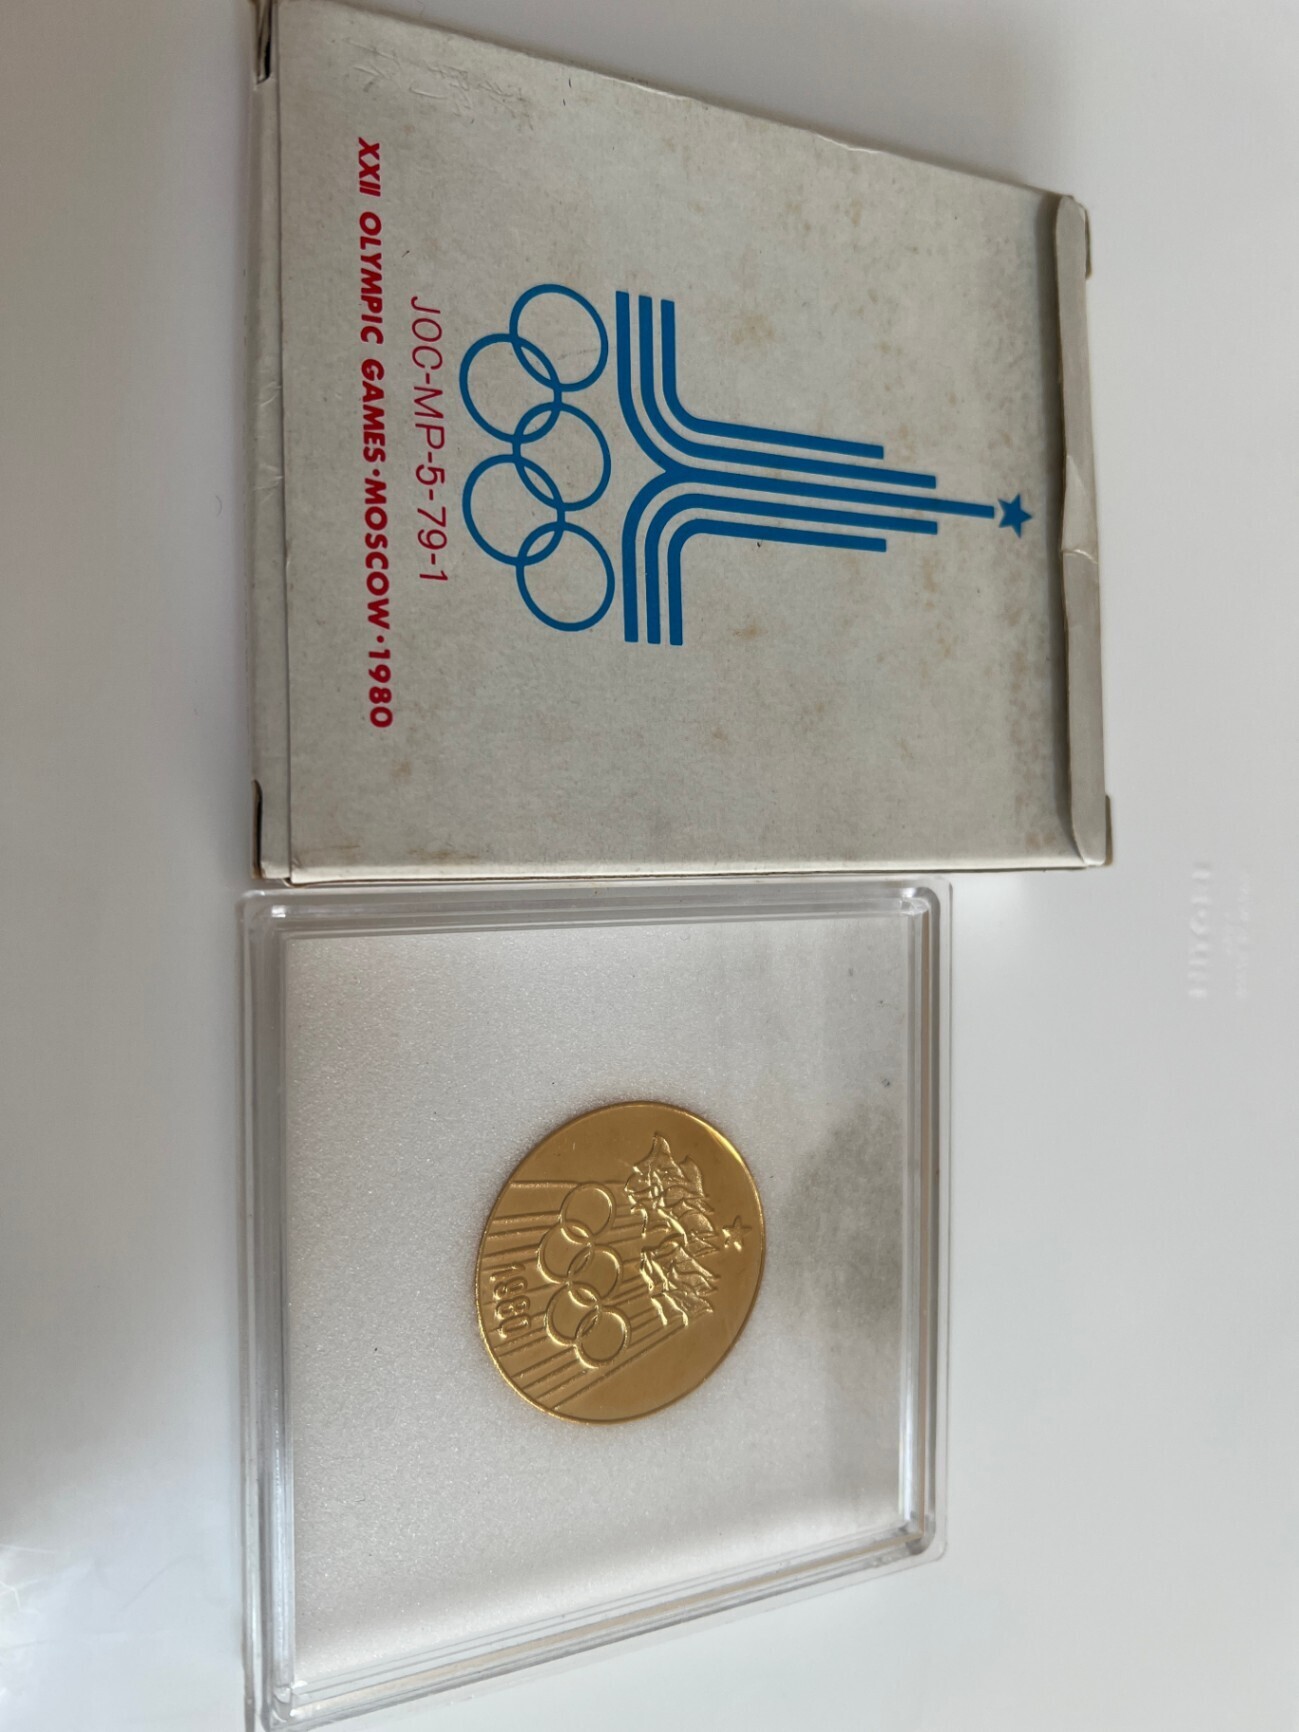 JOC-MP-5-79-1
XXII OLYMPIC GAMES•MOSCOW•1980
1980